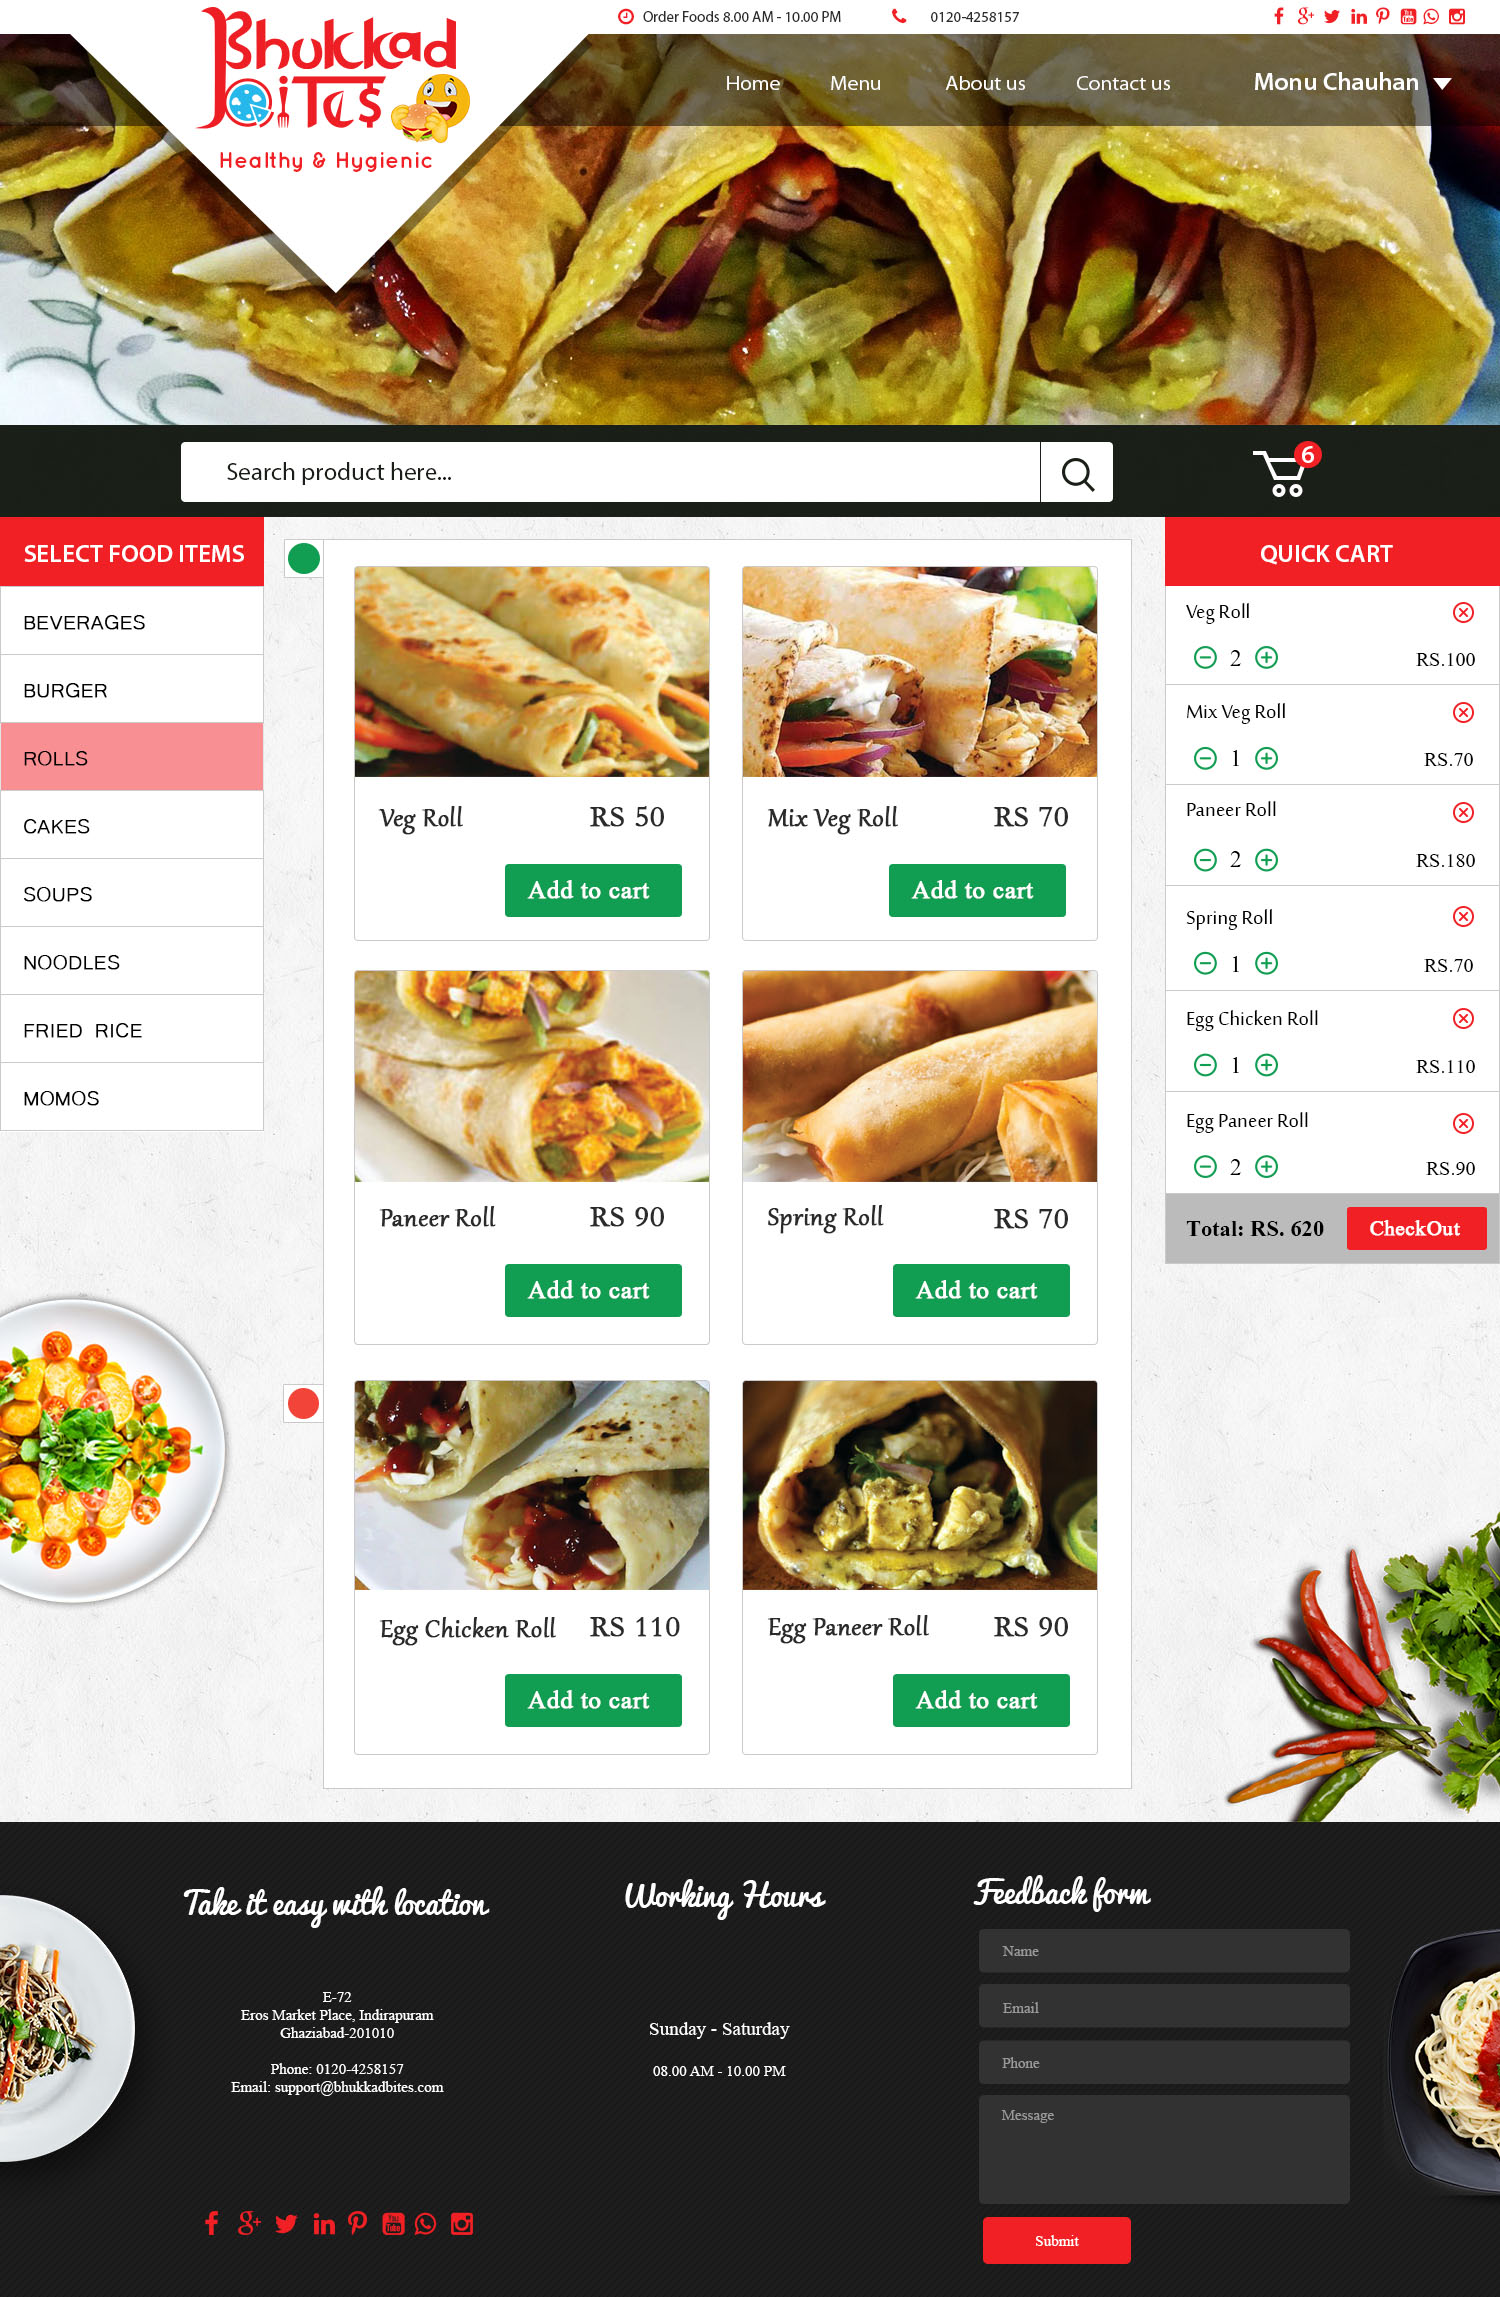 Order Foods 8.00 AM - 10.00 PM
0120-4258157
Bhukkad
BiTES
Healthy & Hygienic
Home
Menu
About us
Contact us
Monu Chauhan
Search product here...
6
SELECT FOOD ITEMS
BEVERAGES
BURGER
ROLLS
CAKES
SOUPS
NOODLES
FRIED RICE
MOMOS
Veg Roll RS 50
Add to cart
Mix Veg Roll RS 70
Add to cart
Paneer Roll RS 90
Add to cart
Spring Roll RS 70
Add to cart
Egg Chicken Roll RS 110
Add to cart
Egg Paneer Roll RS 90
Add to cart
QUICK CART
Veg Roll
2 RS.100
Mix Veg Roll
1 RS.70
Paneer Roll
2 RS.180
Spring Roll
1 RS.70
Egg Chicken Roll
1 RS.110
Egg Paneer Roll
2 RS.90
Total: RS. 620 CheckOut
Take it easy with location
E-72
Eros Market Place, Indirapuram
Ghaziabad-201010
Phone: 0120-4258157
Email: support@bhukkadbites.com
Working Hours
Sunday - Saturday
08.00 AM - 10.00 PM
Feedback form
Name
Email
Phone
Message
Submit